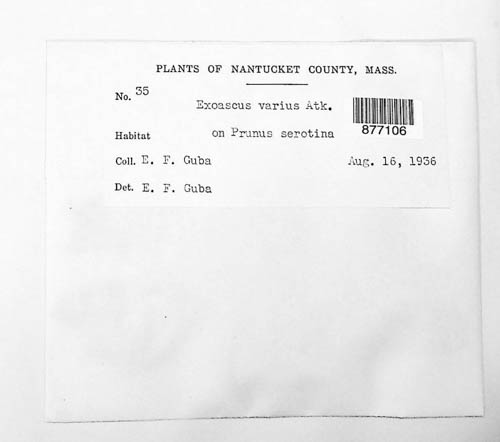 PLANTS OF NANTUCKET COUNTY, MASS.
No. 35
Exoascus varius Atk.
877106
Habitat on Prunus serotina
Coll. E. F. Guba Aug. 16, 1936
Det. E. F. Guba